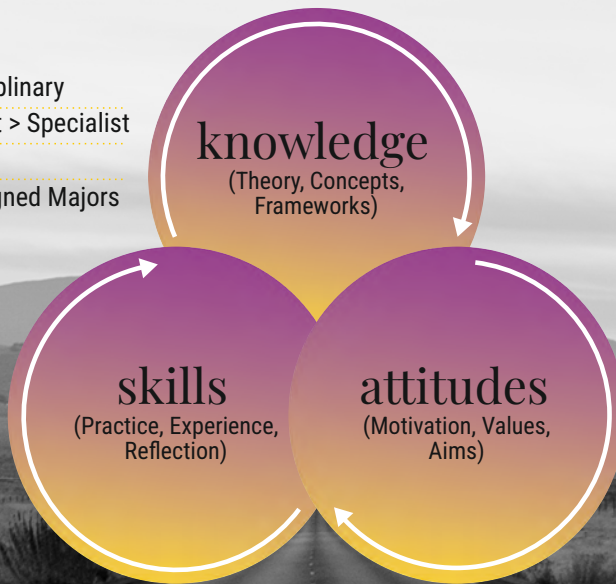 plinary
> Specialist
gned Majors
knowledge
(Theory, Concepts,
Frameworks)
skills
(Practice, Experience,
Reflection)
attitudes
(Motivation, Values,
Aims)